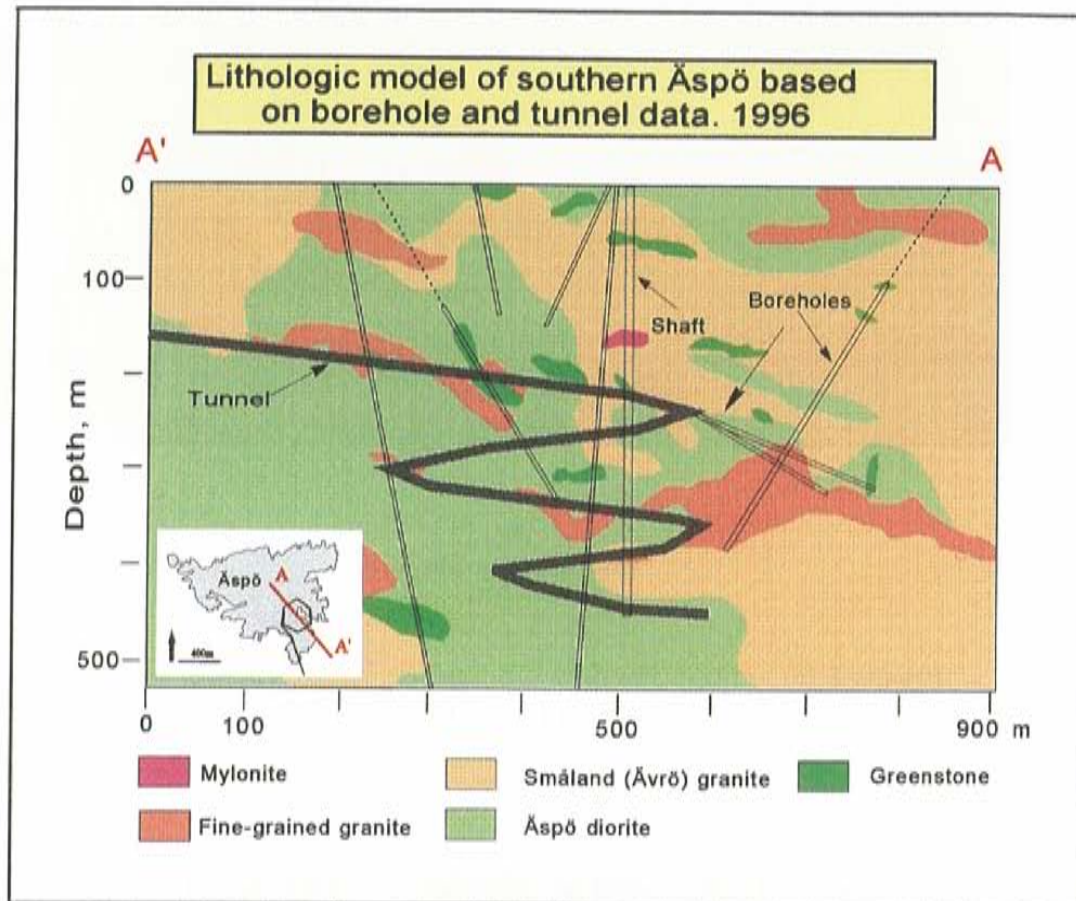 Lithologic model of southern Äspö based
on borehole and tunnel data. 1996
A'
A
0
100
Boreholes
Shaft
Tunnel
Depth, m
Äspö
A
A'
400m
500
0
100
500
900 m
Mylonite
Småland (Ävrö) granite
Greenstone
Fine-grained granite
Äspö diorite